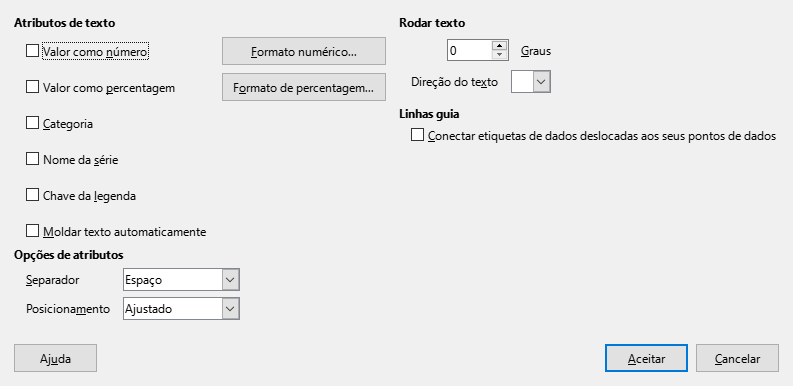 Atributos de texto
Valor como número
Formato numérico...
Valor como percentagem
Formato de percentagem...
Categoria
Nome da série
Chave da legenda
Moldar texto automaticamente
Opções de atributos
Separador
Espaço
Posicionamento
Ajustado
Rodar texto
0
Graus
Direção do texto
Linhas guia
Conectar etiquetas de dados deslocadas aos seus pontos de dados
Ajuda
Aceitar
Cancelar